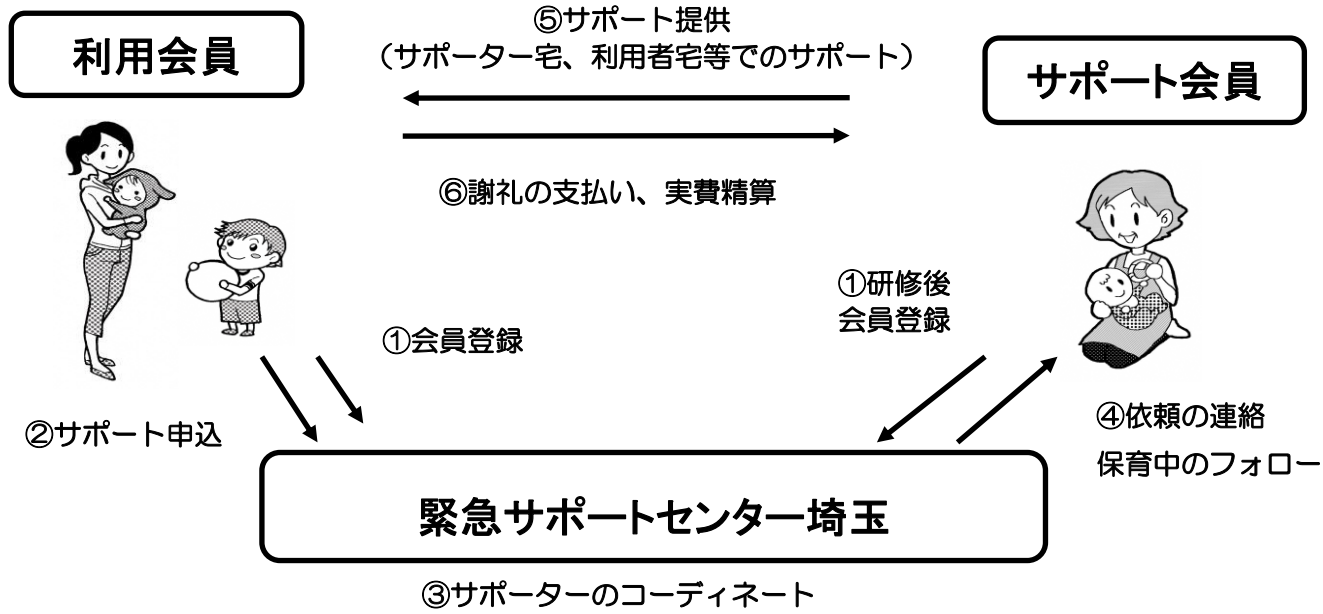 ⑤サポート提供
（サポーター宅、利用者宅等でのサポート）
利用会員
サポート会員
⑥謝礼の支払い、実費精算
①研修後
会員登録
①会員登録
②サポート申込
④依頼の連絡
保育中のフォロー
緊急サポートセンター埼玉
③サポーターのコーディネート